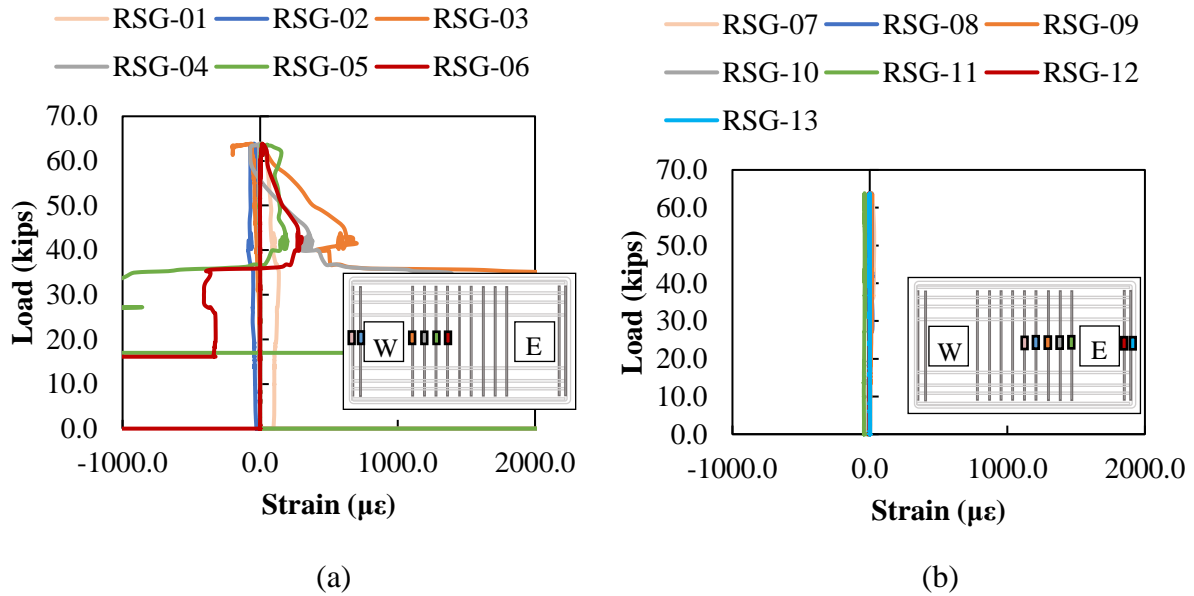 RSG-01 RSG-02 RSG-03
RSG-04 RSG-05 RSG-06
70.0
60.0
50.0
40.0
30.0
20.0
10.0
0.0
Load (kips)
-1000.0 0.0 1000.0 2000.0
Strain (με)
W E
(a)
RSG-07 RSG-08 RSG-09
RSG-10 RSG-11 RSG-12
RSG-13
70.0
60.0
50.0
40.0
30.0
20.0
10.0
0.0
Load (kips)
-1000.0 0.0 1000.0 2000.0
Strain (με)
W E
(b)